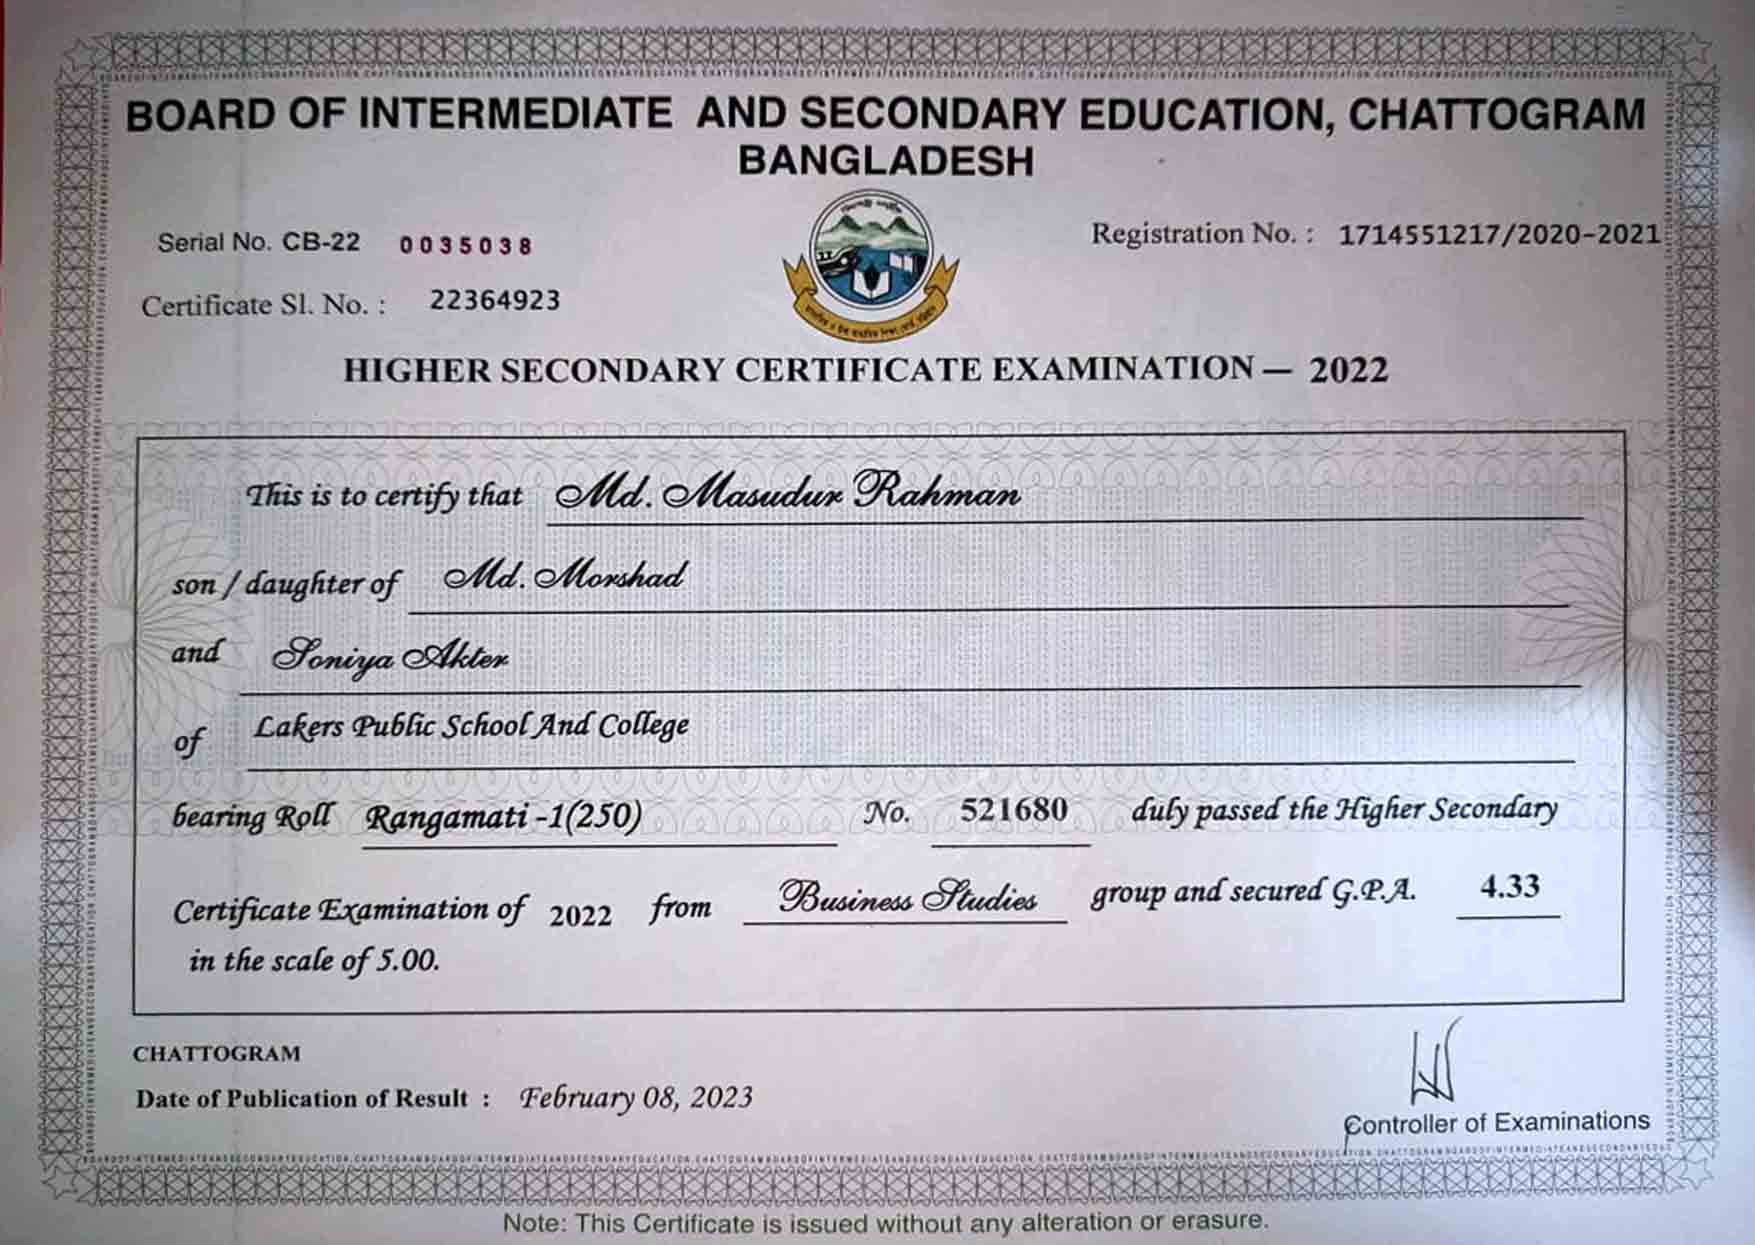 BOARD OF INTERMEDIATE AND SECONDARY EDUCATION, CHATTOGRAM
BANGLADESH
Serial No. CB-22 0035038
Registration No. : 1714551217/2020-2021
Certificate Sl. No. : 22364923
HIGHER SECONDARY CERTIFICATE EXAMINATION — 2022
This is to certify that Md. Masudur Rahman
son / daughter of Md. Morshad
and Soniya Akter
of Lakers Public School And College
bearing Roll Rangamati -1(250) No. 521680 duly passed the Higher Secondary
Certificate Examination of 2022 from Business Studies group and secured G.P.A. 4.33
in the scale of 5.00.
CHATTOGRAM
Date of Publication of Result : February 08, 2023
Controller of Examinations
Note: This Certificate is issued without any alteration or erasure.